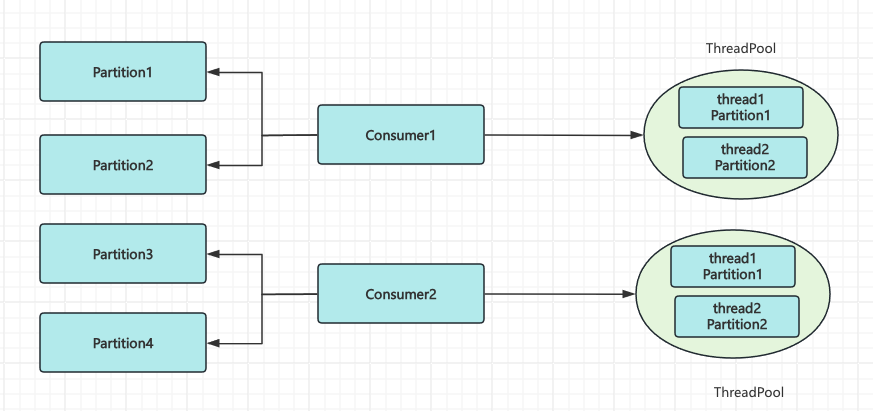 ThreadPool
Partition1
thread1
Partition1
Consumer1
thread2
Partition2
Partition2
Partition3
thread1
Partition1
Consumer2
thread2
Partition2
Partition4
ThreadPool